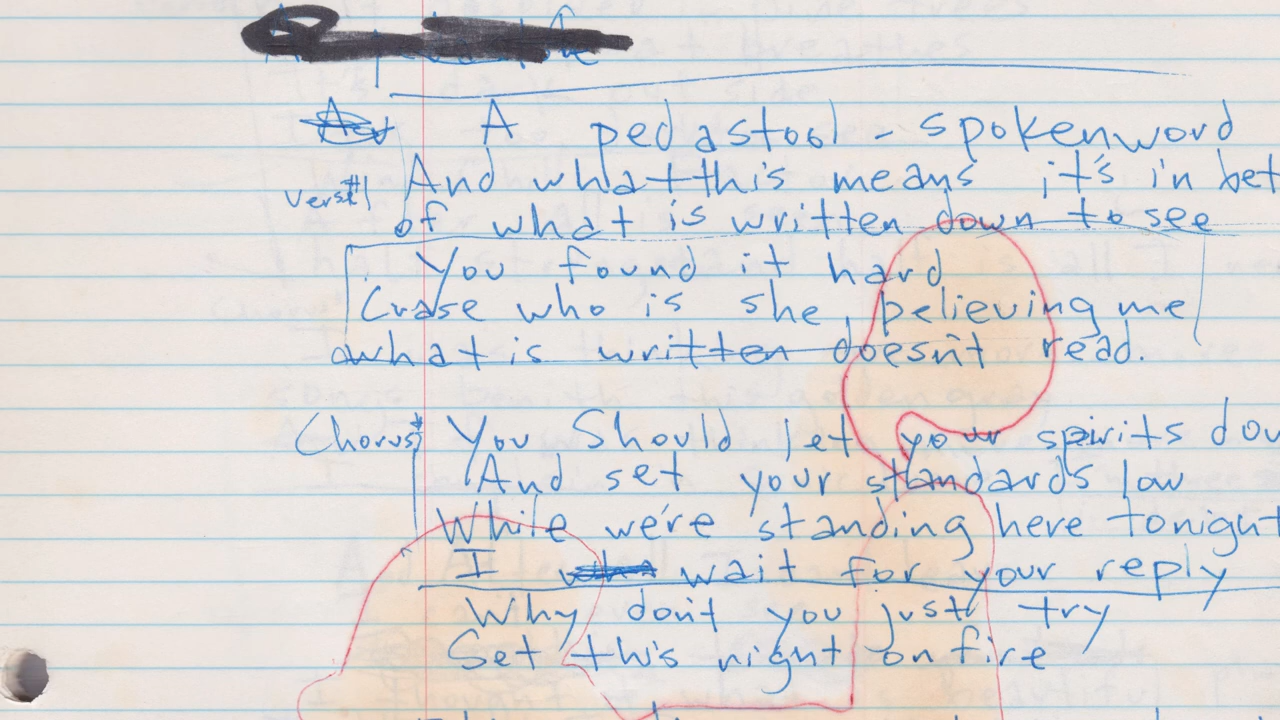 A pedastool - spokenword
verse #1 And what this means it's in bet
of what is written down to see
You found it hard
Cuase who is she, believing me
what is written doesn't read.
Chorus You Should let your spirits dow
And set your standards low
While we're standing here tonight
I wait for your reply
Why don't you just try
Set this night on fire